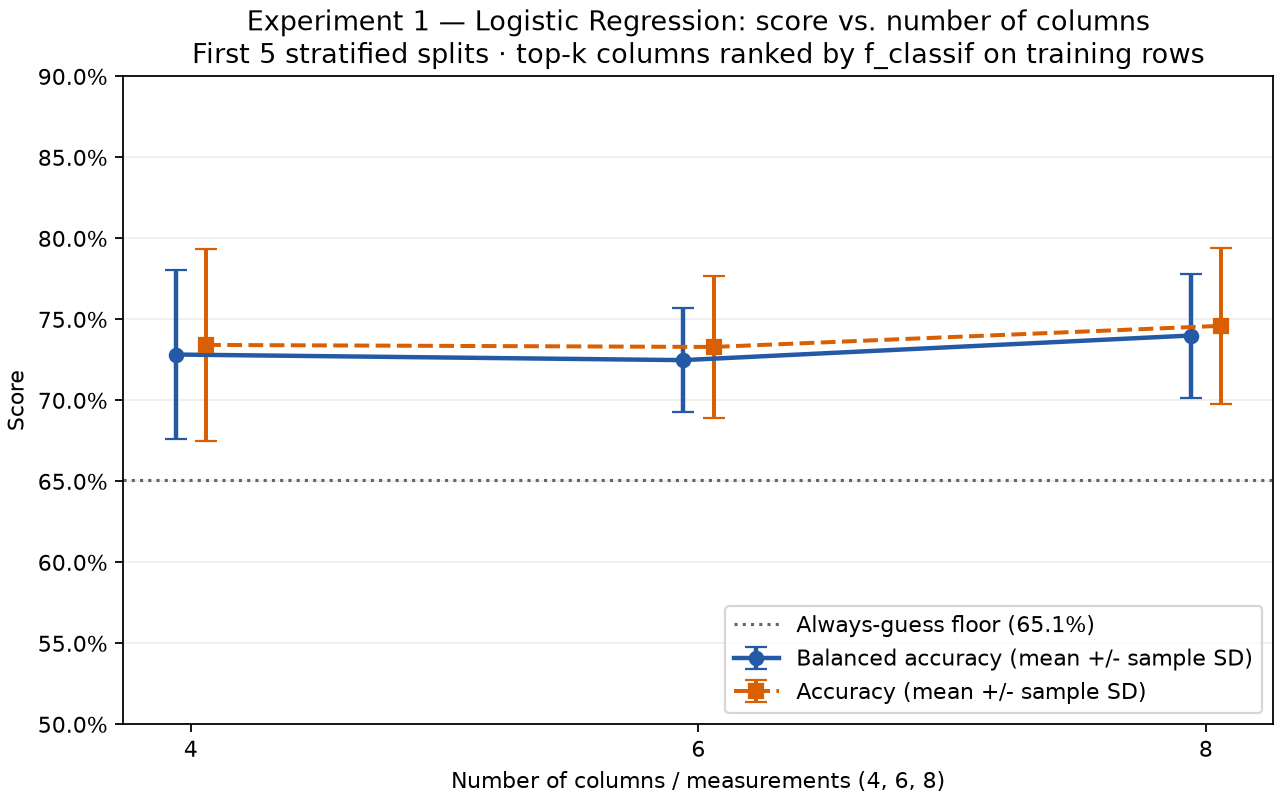 Experiment 1 — Logistic Regression: score vs. number of columns
First 5 stratified splits · top-k columns ranked by f_classif on training rows
90.0%
85.0%
80.0%
75.0%
70.0%
65.0%
60.0%
55.0%
50.0%
Score
Always-guess floor (65.1%)
Balanced accuracy (mean +/- sample SD)
Accuracy (mean +/- sample SD)
4 6 8
Number of columns / measurements (4, 6, 8)